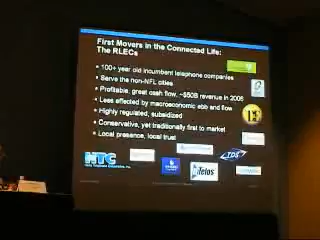 First Movers in the Connected Life:
The RLECs
• 100+ year old incumbent telephone companies
• Serve the non-NFL cities
• Profitable, great cash flow, ~$50B revenue in 2006
• Less affected by macroeconomic ebb and flow
• Highly regulated, subsidized
• Conservative, yet traditionally first to market
• Local presence, local trust
NTC
TDS
iTelos